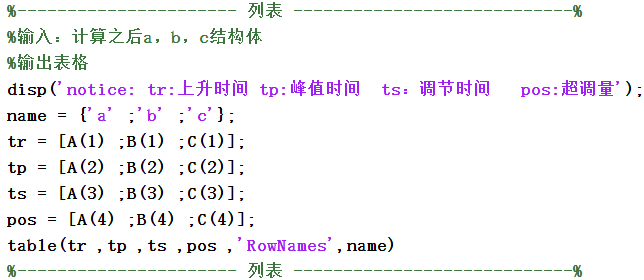 %---------------------- 列表 ----------------------------%
%输入：计算之后a，b，c结构体
%输出表格
disp('notice: tr:上升时间 tp:峰值时间  ts：调节时间   pos:超调量');
name = {'a' ;'b' ;'c'};
tr = [A(1) ;B(1) ;C(1)];
tp = [A(2) ;B(2) ;C(2)];
ts = [A(3) ;B(3) ;C(3)];
pos = [A(4) ;B(4) ;C(4)];
table(tr ,tp ,ts ,pos ,'RowNames',name)
%---------------------- 列表 ----------------------------%